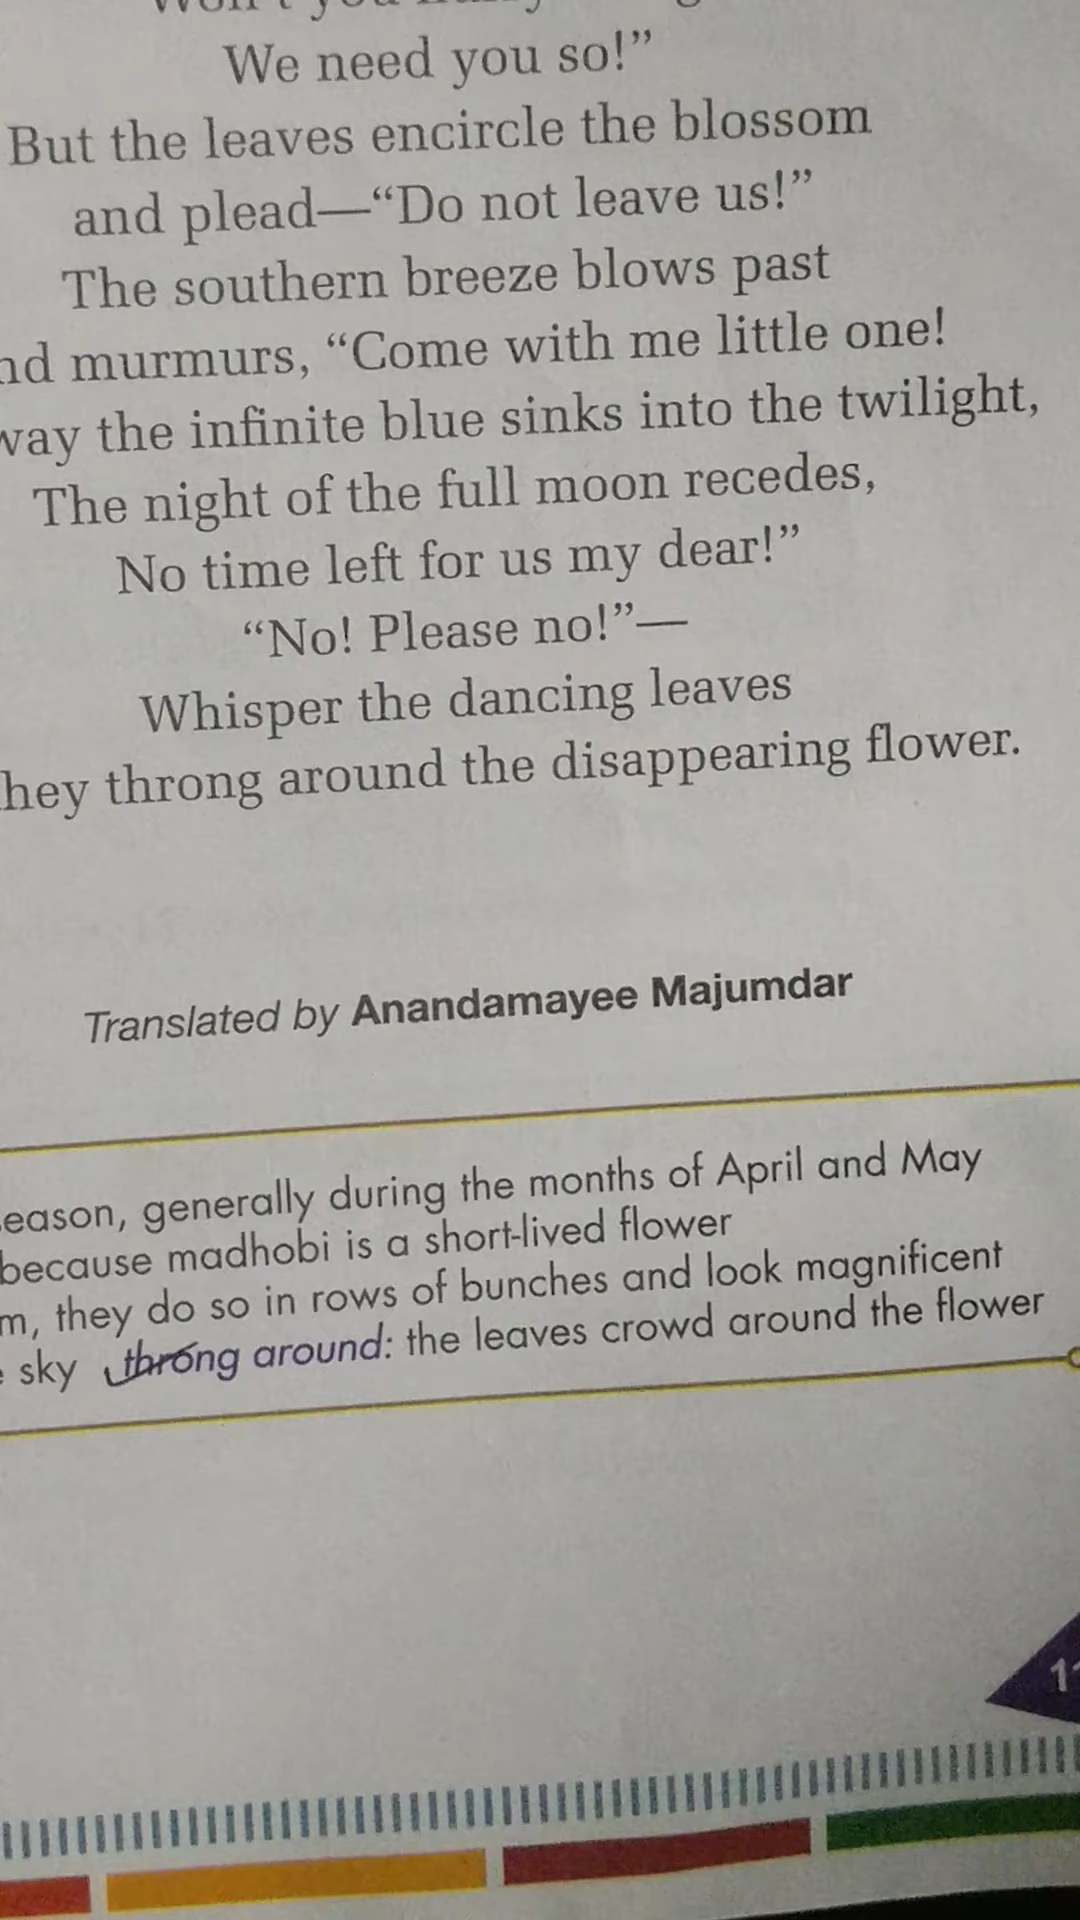 We need you so!”
But the leaves encircle the blossom
and plead—“Do not leave us!”
The southern breeze blows past
murmurs, “Come with me little one!
the infinite blue sinks into the twilight,
The night of the full moon recedes,
No time left for us my dear!”
“No! Please no!”—
Whisper the dancing leaves
throng around the disappearing flower.
Translated by Anandamayee Majumdar
generally during the months of April and May
because madhobi is a short-lived flower
they do so in rows of bunches and look magnificent
sky throng around: the leaves crowd around the flower